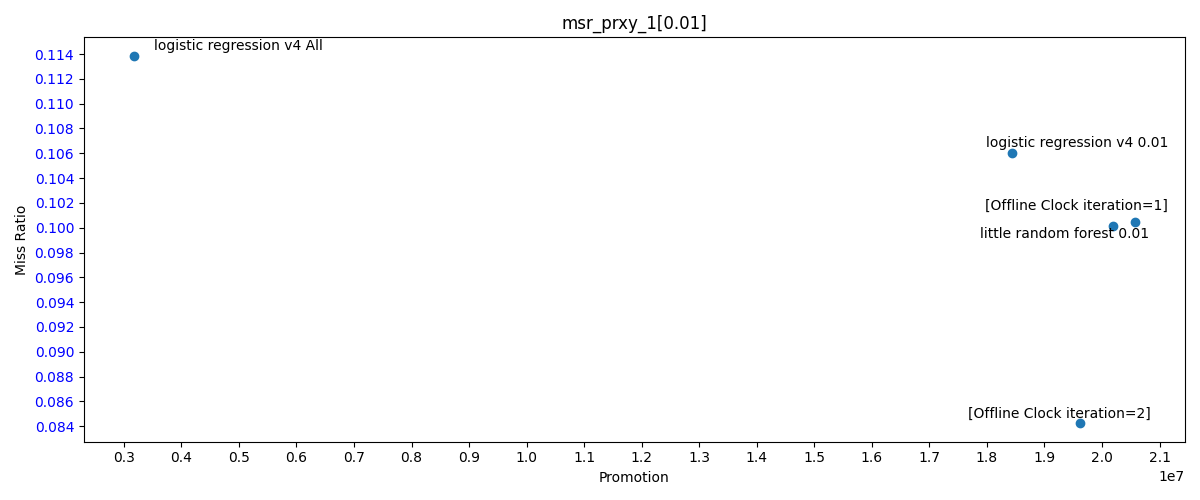 msr_prxy_1[0.01]
logistic regression v4 All
logistic regression v4 0.01
[Offline Clock iteration=1]
little random forest 0.01
[Offline Clock iteration=2]
Miss Ratio
0.114
0.112
0.110
0.108
0.106
0.104
0.102
0.100
0.098
0.096
0.094
0.092
0.090
0.088
0.086
0.084
0.3 0.4 0.5 0.6 0.7 0.8 0.9 1.0 1.1 1.2 1.3 1.4 1.5 1.6 1.7 1.8 1.9 2.0 2.1
1e7
Promotion